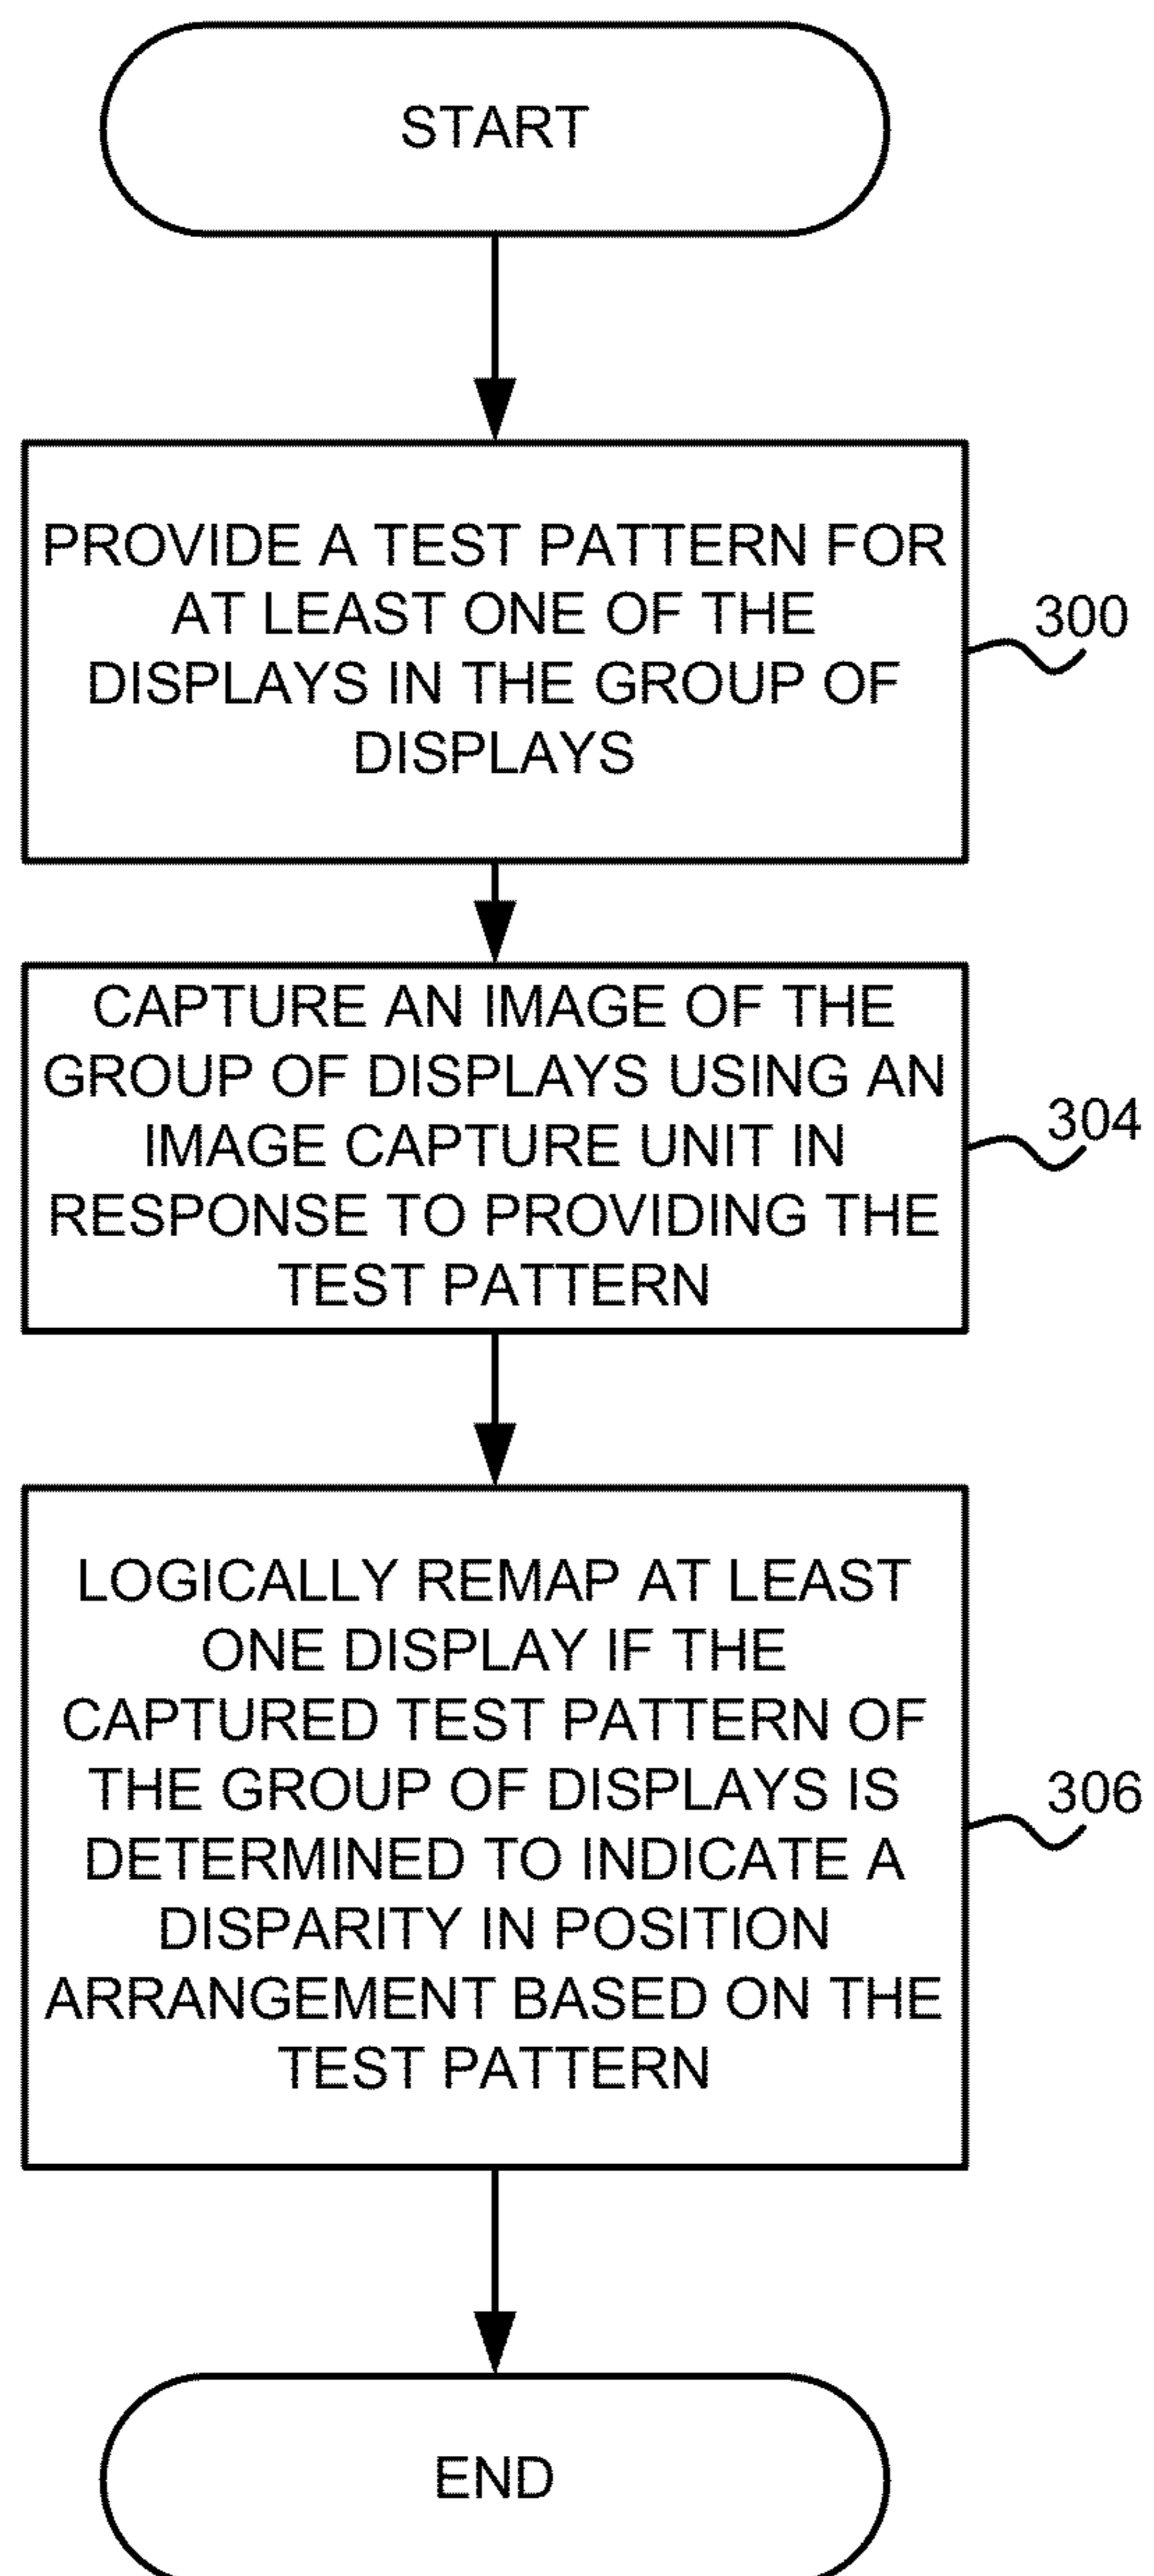 START
PROVIDE A TEST PATTERN FOR
AT LEAST ONE OF THE
DISPLAYS IN THE GROUP OF
DISPLAYS
300
CAPTURE AN IMAGE OF THE
GROUP OF DISPLAYS USING AN
IMAGE CAPTURE UNIT IN
RESPONSE TO PROVIDING THE
TEST PATTERN
304
LOGICALLY REMAP AT LEAST
ONE DISPLAY IF THE
CAPTURED TEST PATTERN OF
THE GROUP OF DISPLAYS IS
DETERMINED TO INDICATE A
DISPARITY IN POSITION
ARRANGEMENT BASED ON THE
TEST PATTERN
306
END